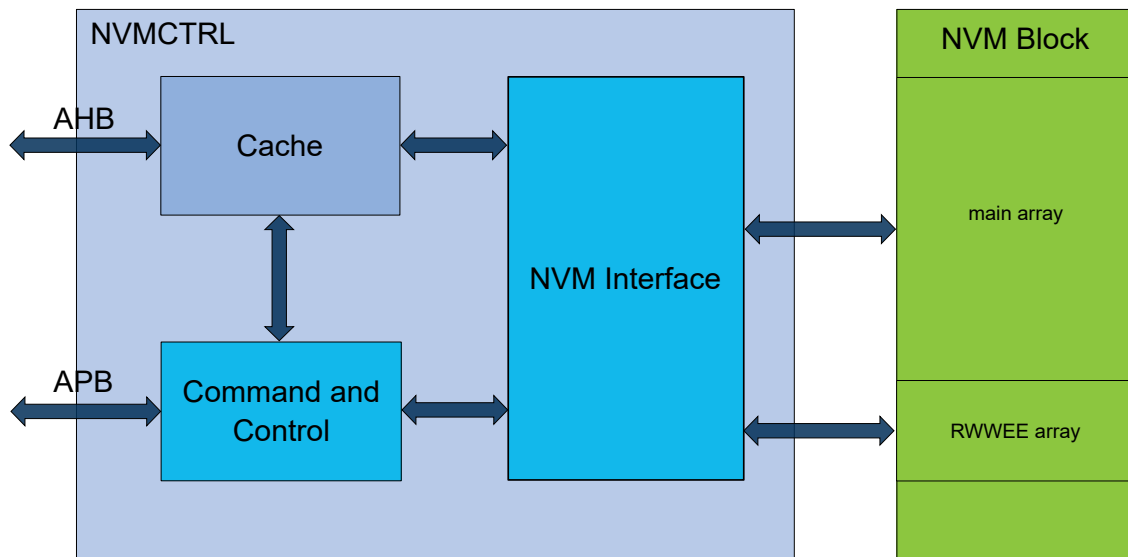 NVMCTRL
NVM Block
AHB
Cache
main array
NVM Interface
APB
Command and
Control
RWWEE array